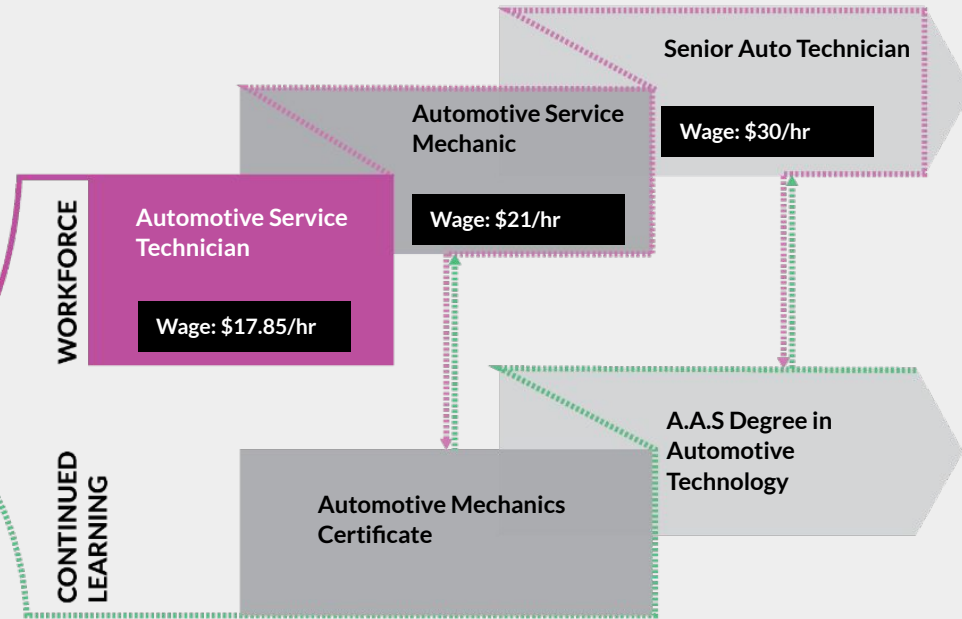 Senior Auto Technician
Wage: $30/hr
Automotive Service
Mechanic
Wage: $21/hr
WORKFORCE
Automotive Service
Technician
Wage: $17.85/hr
A.A.S Degree in
Automotive
Technology
CONTINUED
LEARNING
Automotive Mechanics
Certificate